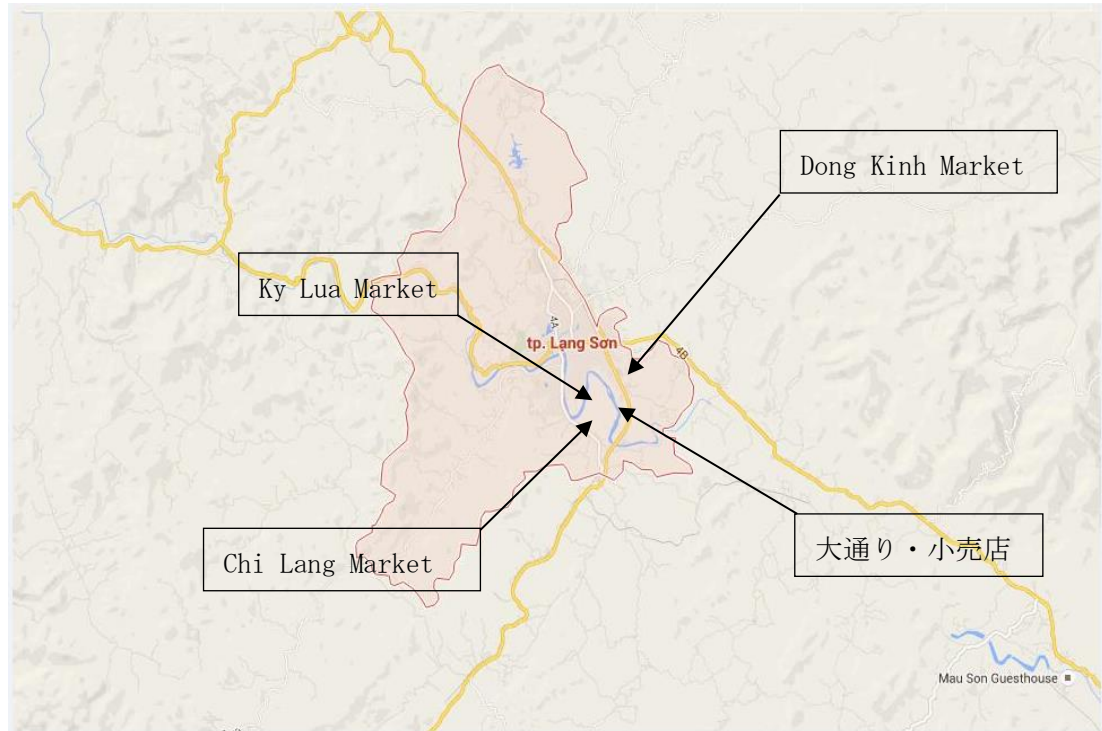 Dong Kinh Market
Ky Lua Market
4A
tp. Lạng Sơn
4B
Chi Lang Market
大通り・小売店
Mau Son Guesthouse